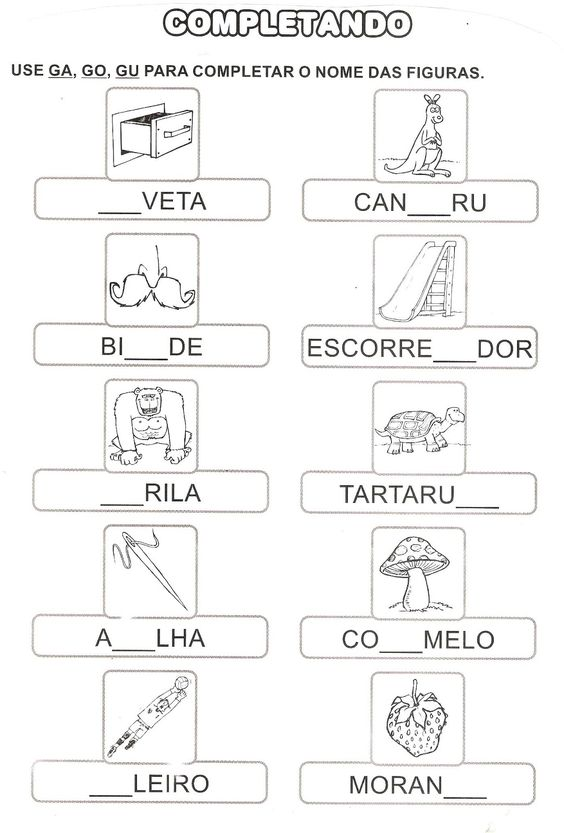 COMPLETANDO
USE GA, GO, GU PARA COMPLETAR O NOME DAS FIGURAS.
___VETA
CAN___RU
BI___DE
ESCORRE___DOR
___RILA
TARTARU___
A___LHA
CO___MELO
___LEIRO
MORAN___